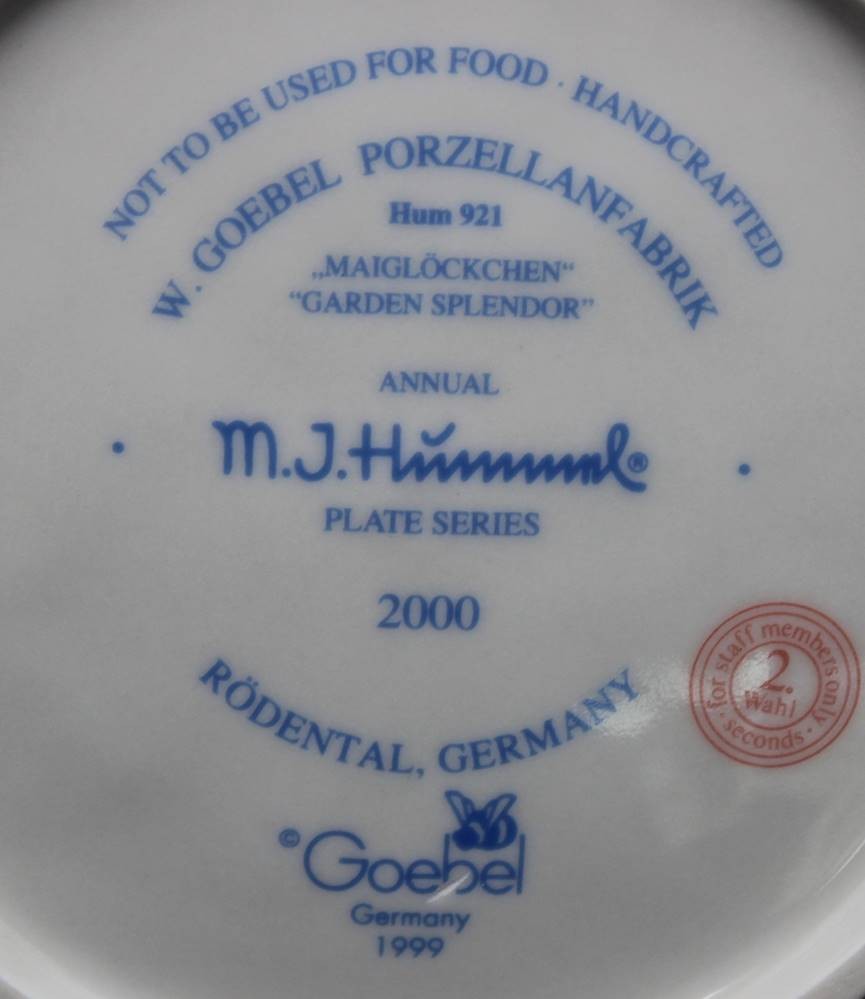 NOT TO BE USED FOR FOOD · HANDCRAFTED
W. GOEBEL PORZELLANFABRIK
Hum 921
„MAIGLÖCKCHEN“
“GARDEN SPLENDOR”
ANNUAL
M.J.Hummel®
PLATE SERIES
2000
RÖDENTAL, GERMANY
· for staff members only ·
2.
Wahl
seconds
© Goebel
Germany
1999